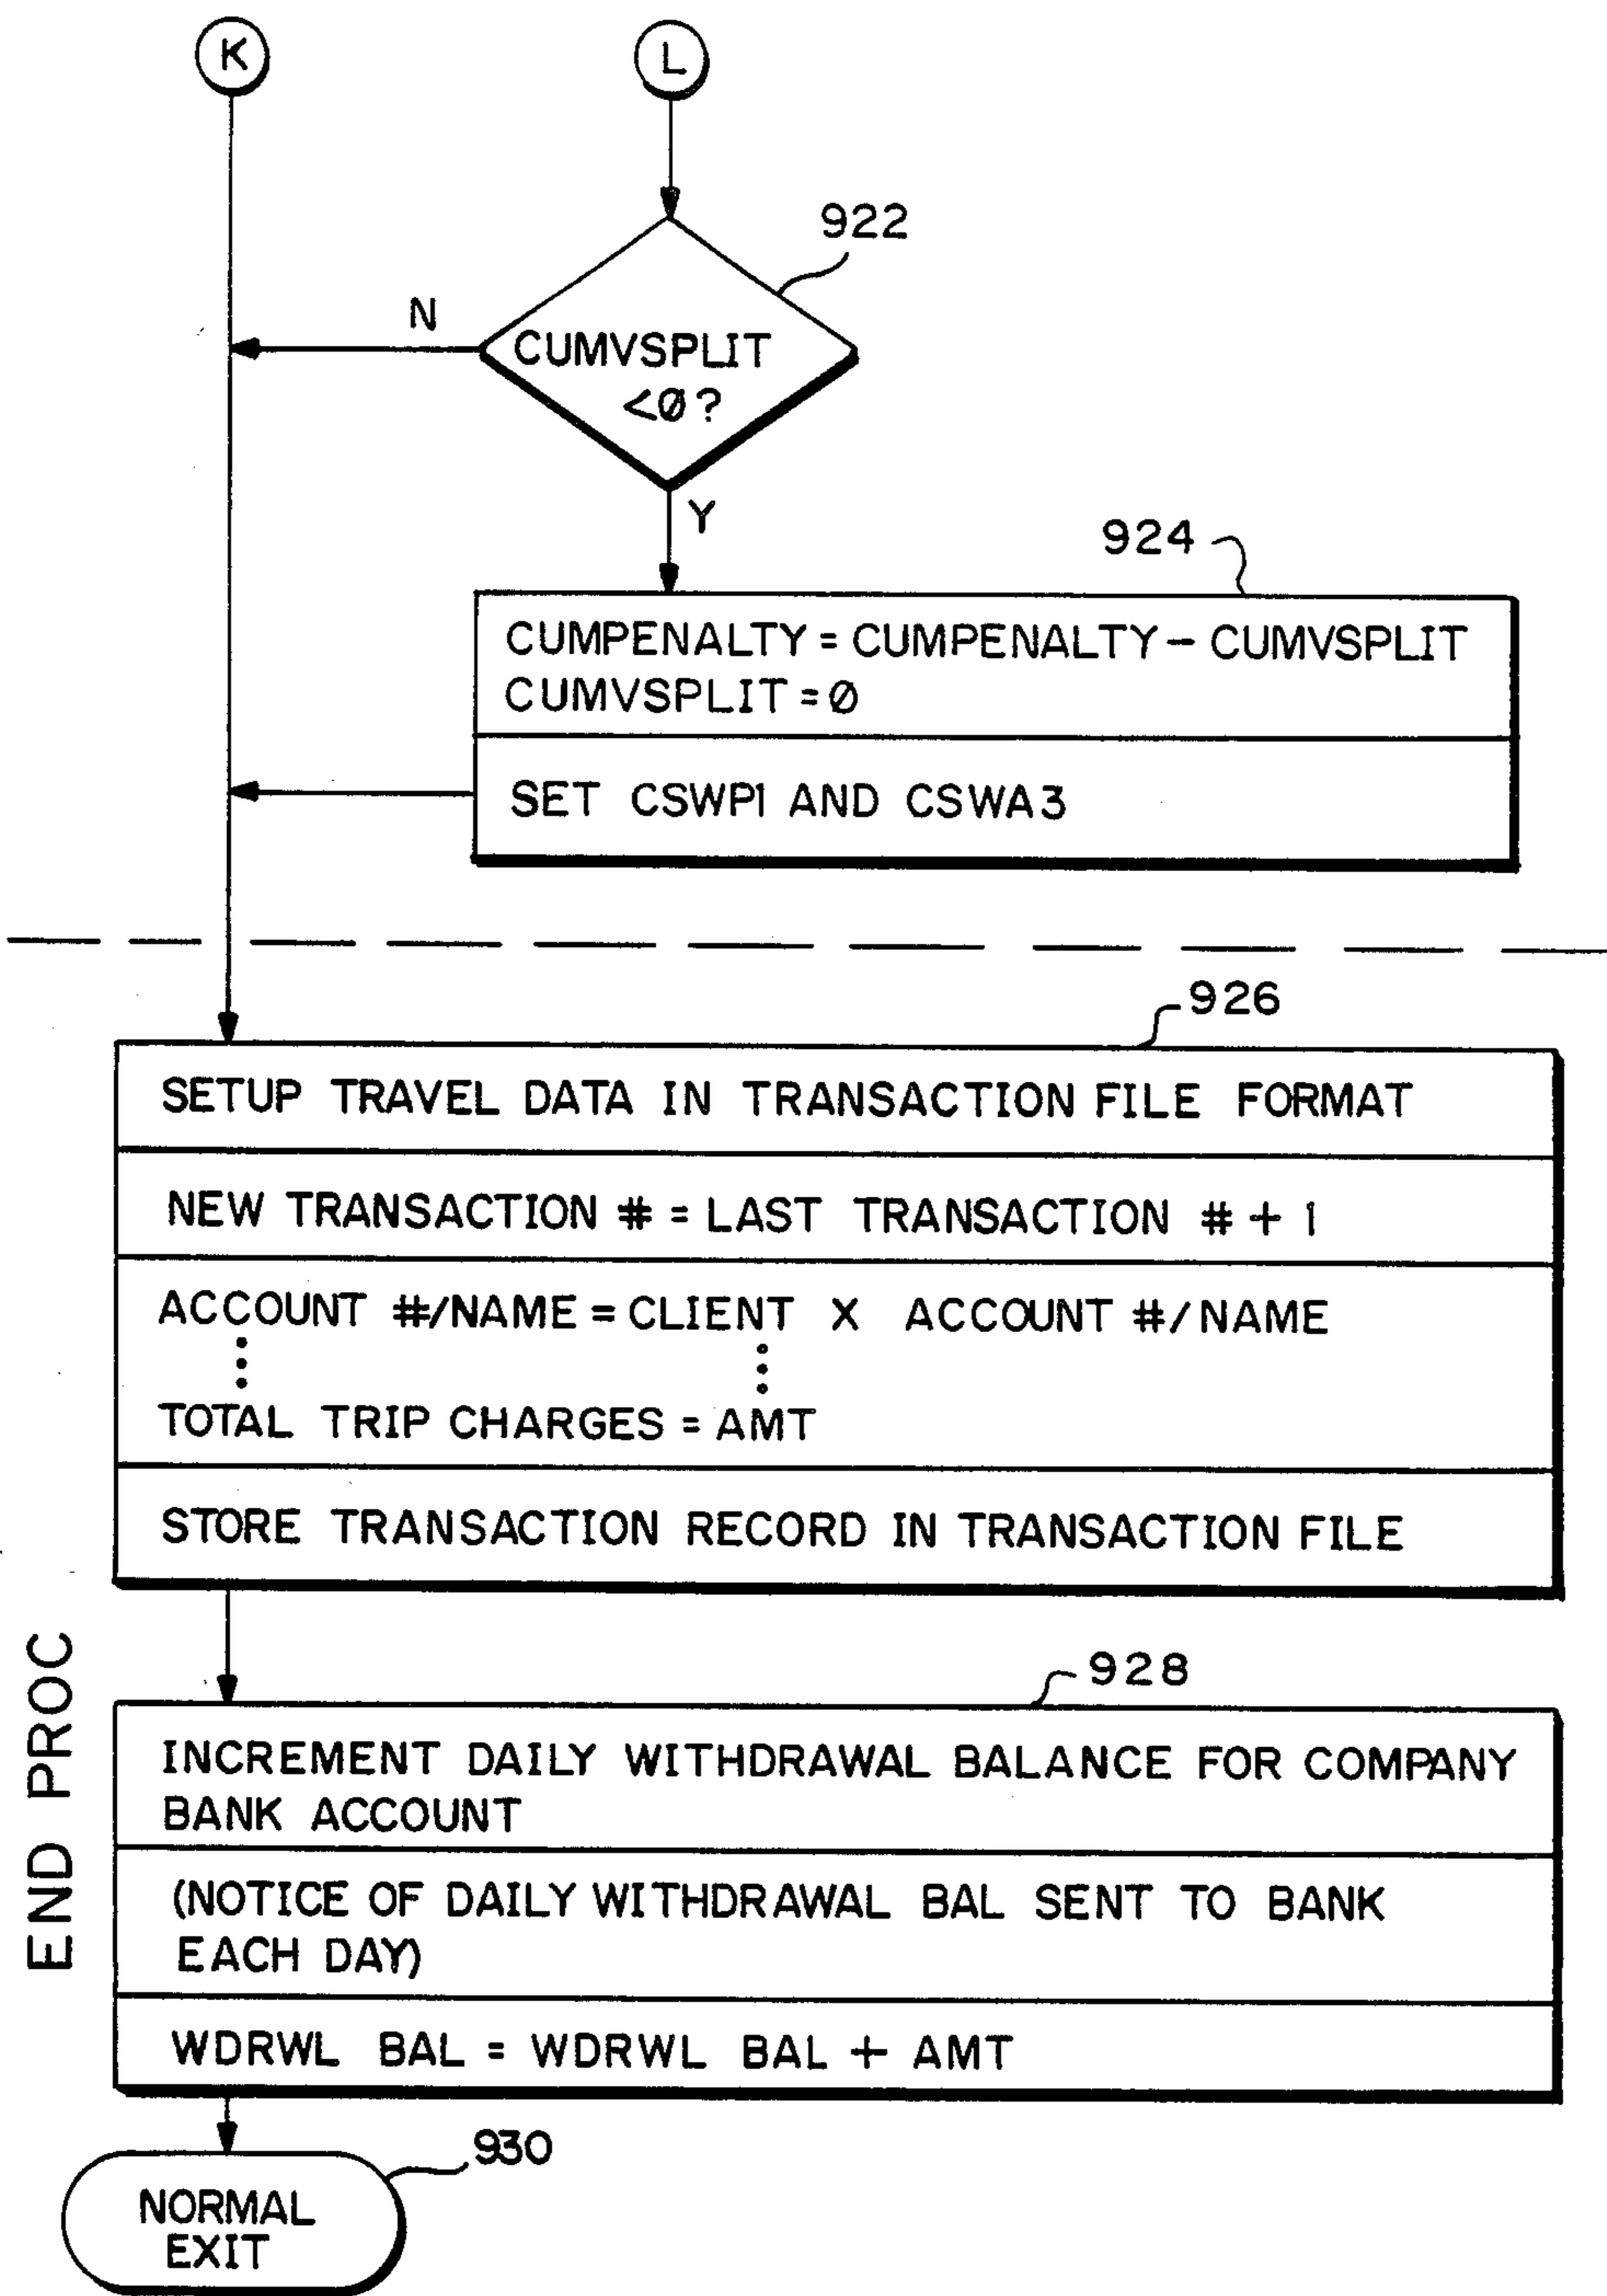 K
L
922
N
CUMVSPLIT
<0?
Y
924
CUMPENALTY = CUMPENALTY - CUMVSPLIT
CUMVSPLIT = 0
SET CSWP1 AND CSWA3
926
SETUP TRAVEL DATA IN TRANSACTION FILE FORMAT
NEW TRANSACTION # = LAST TRANSACTION # + 1
ACCOUNT #/NAME = CLIENT X ACCOUNT #/NAME
TOTAL TRIP CHARGES = AMT
STORE TRANSACTION RECORD IN TRANSACTION FILE
END PROC
928
INCREMENT DAILY WITHDRAWAL BALANCE FOR COMPANY
BANK ACCOUNT
(NOTICE OF DAILY WITHDRAWAL BAL SENT TO BANK
EACH DAY)
WDRWL BAL = WDRWL BAL + AMT
930
NORMAL
EXIT